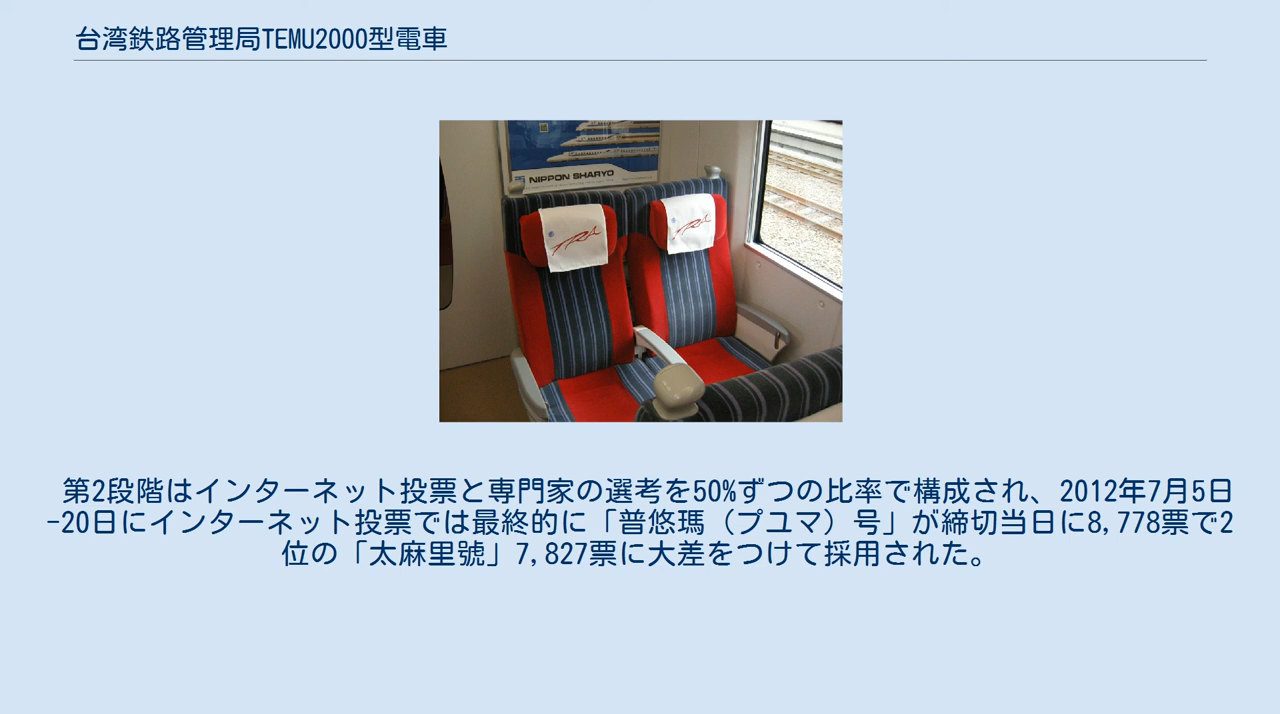 台湾鉄路管理局TEMU2000型電車
NIPPON SHARYO
TRA
TRA
第2段階はインターネット投票と専門家の選考を50%ずつの比率で構成され、2012年7月5日
-20日にインターネット投票では最終的に「普悠瑪（プユマ）号」が締切当日に8,778票で2
位の「太麻里號」7,827票に大差をつけて採用された。